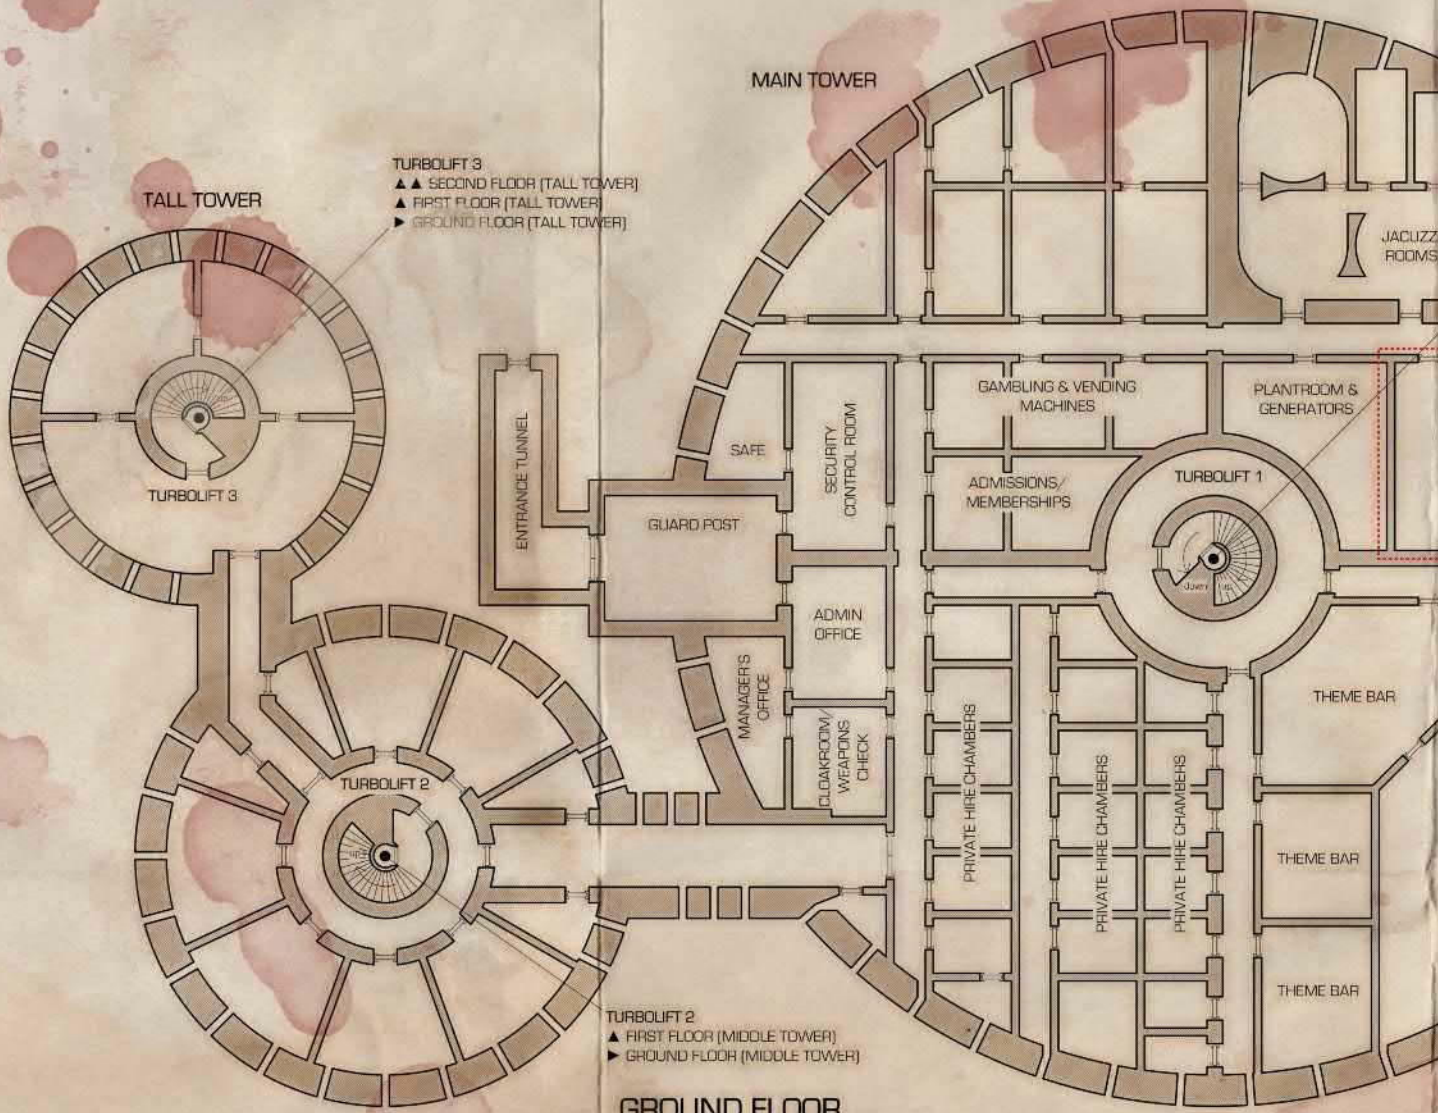 MAIN TOWER
TURBOLIFT 3
▲ ▲ SECOND FLOOR (TALL TOWER)
▲ FIRST FLOOR (TALL TOWER)
► GROUND FLOOR (TALL TOWER)
TALL TOWER
JACUZZ
ROOMS
GAMBLING & VENDING
MACHINES
PLANTROOM &
GENERATORS
SAFE
SECURITY
CONTROL ROOM
ENTRANCE TUNNEL
TURBOLIFT 3
ADMISSIONS/
MEMBERSHIPS
TURBOLIFT 1
GUARD POST
DOWN
UP
ADMIN
OFFICE
MANAGER'S
OFFICE
THEME BAR
CLOAKROOM/
WEAPONS
CHECK
PRIVATE HIRE CHAMBERS
PRIVATE HIRE CHAMBERS
PRIVATE HIRE CHAMBERS
TURBOLIFT 2
UP
THEME BAR
THEME BAR
TURBOLIFT 2
▲ FIRST FLOOR (MIDDLE TOWER)
► GROUND FLOOR (MIDDLE TOWER)
GROUND FLOOR